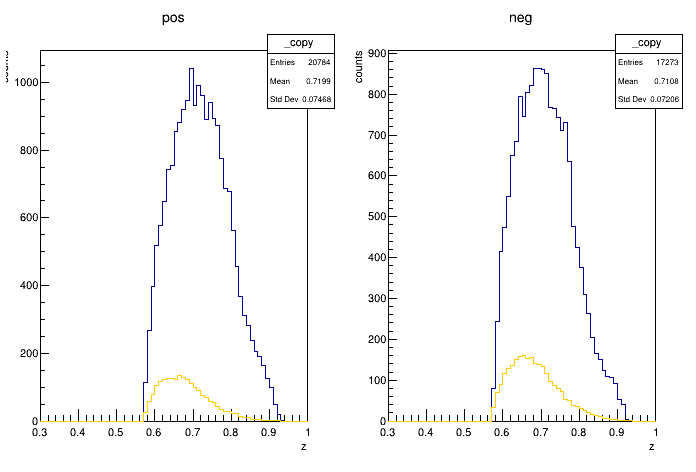 pos
neg
_copy
Entries 20784
Mean 0.7199
Std Dev 0.07468
_copy
Entries 17273
Mean 0.7108
Std Dev 0.07206
counts
1000
800
600
400
200
0
0.3 0.4 0.5 0.6 0.7 0.8 0.9 1
z
counts
900
800
700
600
500
400
300
200
100
0
0.3 0.4 0.5 0.6 0.7 0.8 0.9 1
z